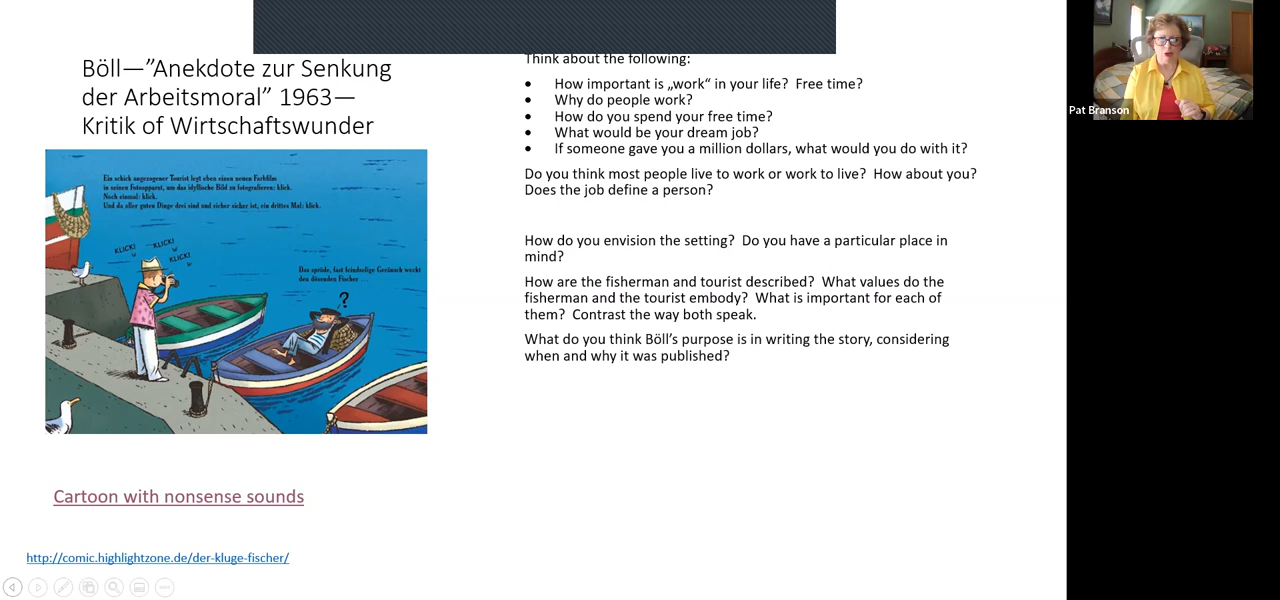 Böll—”Anekdote zur Senkung
der Arbeitsmoral” 1963—
Kritik of Wirtschaftswunder
Ein schick angezogener Tourist legt eben einen neuen Farbfilm
in seinen Fotoapparat, um das idyllische Bild zu fotografieren: klick.
Noch einmal: klick.
Und da aller guten Dinge drei sind und sicher sicher ist, ein drittes Mal: klick.
KLICK!
KLICK!
KLICK!
Das spröde, fast feindselige Geräusch weckt
den dösenden Fischer ...
?
Cartoon with nonsense sounds
http://comic.highlightzone.de/der-kluge-fischer/
Think about the following:
• How important is „work“ in your life? Free time?
• Why do people work?
• How do you spend your free time?
• What would be your dream job?
• If someone gave you a million dollars, what would you do with it?
Do you think most people live to work or work to live? How about you?
Does the job define a person?
How do you envision the setting? Do you have a particular place in
mind?
How are the fisherman and tourist described? What values do the
fisherman and the tourist embody? What is important for each of
them? Contrast the way both speak.
What do you think Böll’s purpose is in writing the story, considering
when and why it was published?
Pat Branson